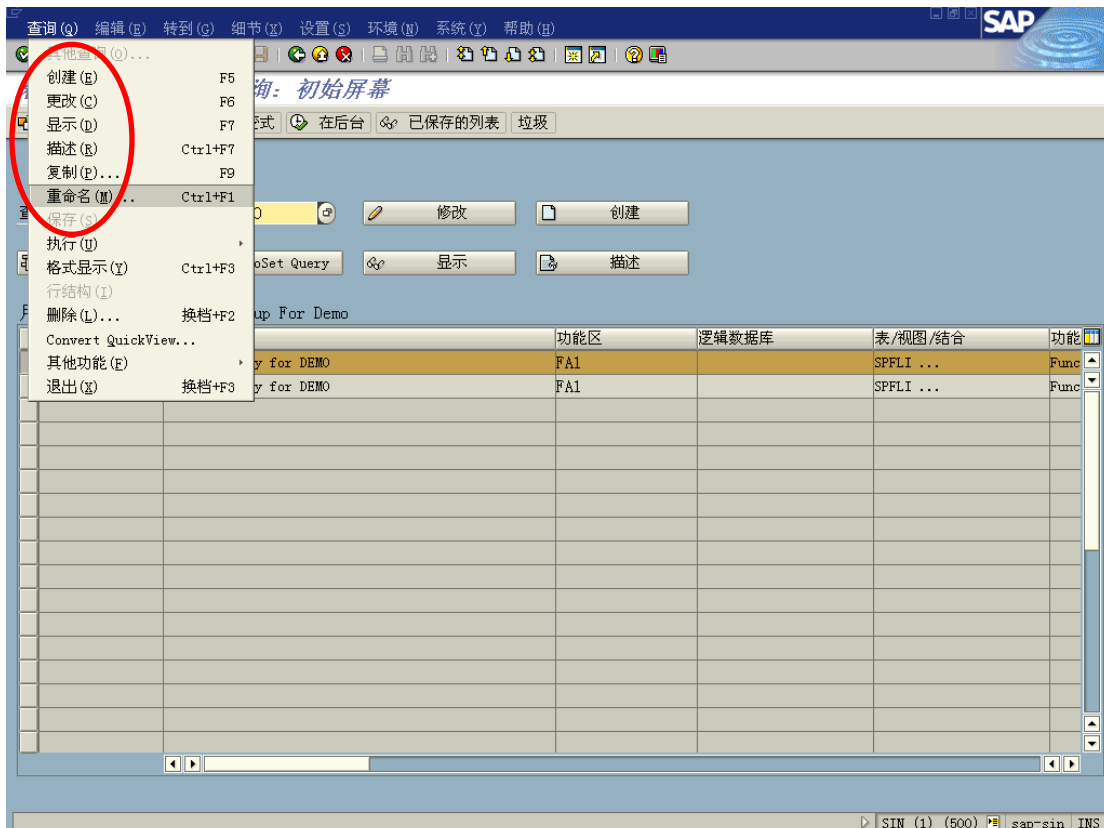 查询(Q) 编辑(E) 转到(G) 细节(X) 设置(S) 环境(N) 系统(Y) 帮助(H)
SAP
其他查询(O)...
创建(E) F5
询: 初始屏幕
更改(C) F6
显示(D) F7
变式 在后台 已保存的列表 垃圾
描述(R) Ctrl+F7
复制(P)... F9
重命名(M)... Ctrl+F1
修改 创建
保存(S)
执行(U)
格式显示(Y) Ctrl+F3
oSet Query 显示 描述
行结构(I)
删除(L)... 换档+F2
up For Demo
Convert QuickView...
功能区 逻辑数据库 表/视图/结合 功能
其他功能(F)
y for DEMO FA1 SPFLI ... Func
退出(X) 换档+F3
y for DEMO FA1 SPFLI ... Func
SIN (1) (500) sap-sin INS